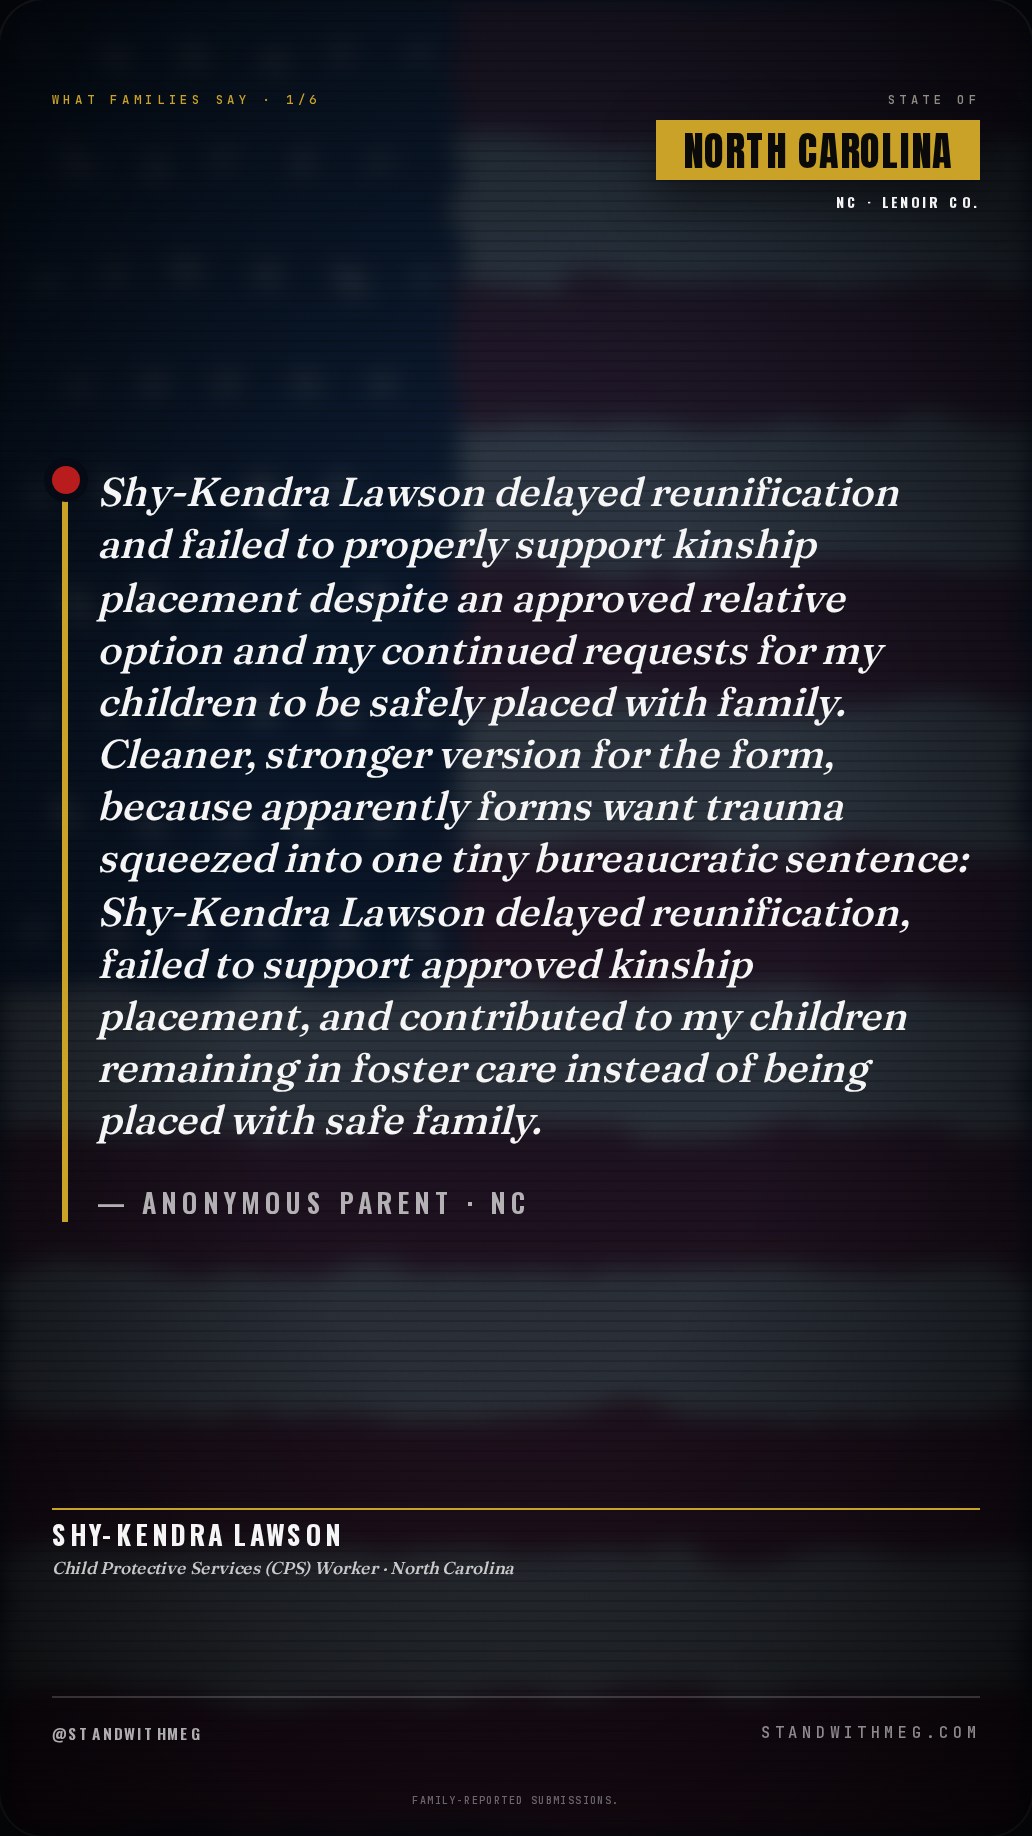 WHAT FAMILIES SAY · 1/6
STATE OF
NORTH CAROLINA
NC · LENOIR CO.
Shy-Kendra Lawson delayed reunification
and failed to properly support kinship
placement despite an approved relative
option and my continued requests for my
children to be safely placed with family.
Cleaner, stronger version for the form,
because apparently forms want trauma
squeezed into one tiny bureaucratic sentence:
Shy-Kendra Lawson delayed reunification,
failed to support approved kinship
placement, and contributed to my children
remaining in foster care instead of being
placed with safe family.
— ANONYMOUS PARENT · NC
SHY-KENDRA LAWSON
Child Protective Services (CPS) Worker · North Carolina
@STANDWITHMEG
STANDWITHMEG.COM
FAMILY-REPORTED SUBMISSIONS.